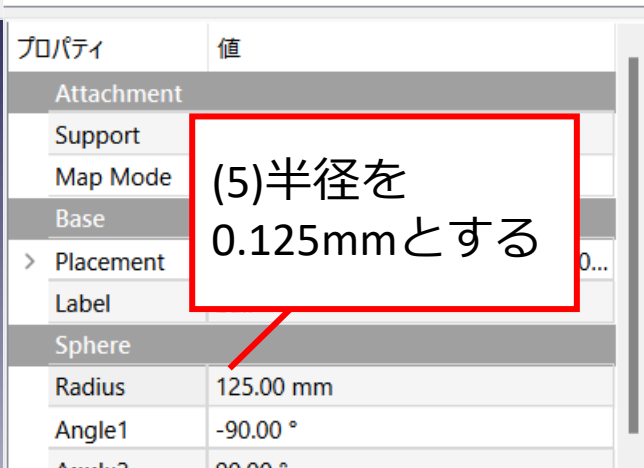 プロパティ 値
Attachment
Support
Map Mode
(5)半径を
0.125mmとする
Base
Placement 0...
Label
Sphere
Radius 125.00 mm
Angle1 -90.00 °